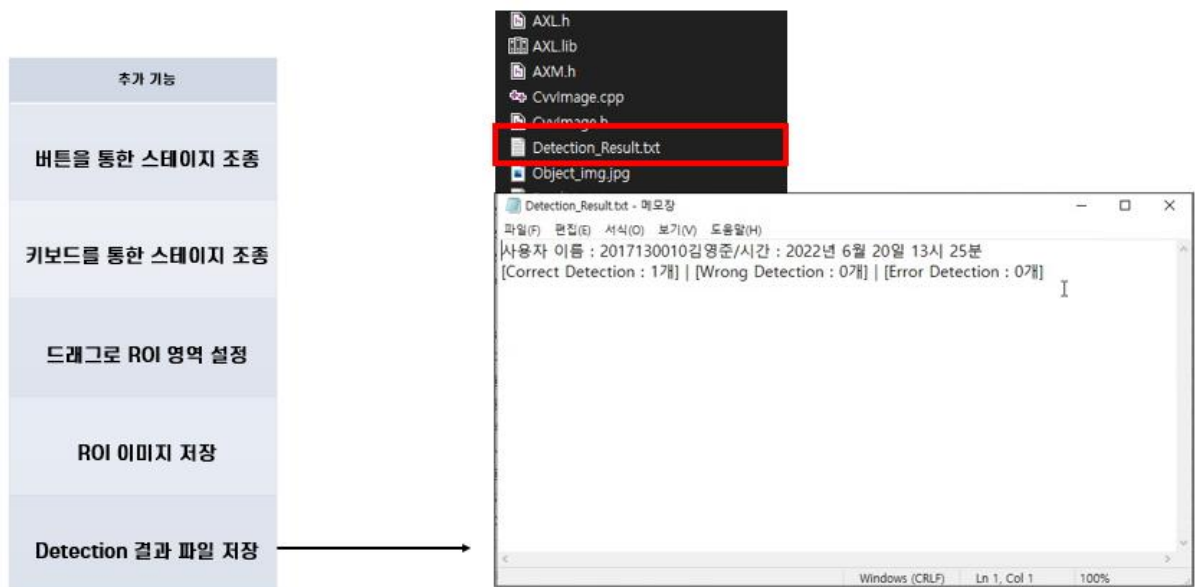 추가 기능
버튼을 통한 스테이지 조종
키보드를 통한 스테이지 조종
드래그로 ROI 영역 설정
ROI 이미지 저장
Detection 결과 파일 저장
AXL.h
AXL.lib
AXM.h
CvvImage.cpp
CvvImage.h
Detection_Result.txt
Object_img.jpg
Detection_Result.txt - 메모장
파일(F) 편집(E) 서식(O) 보기(V) 도움말(H)
사용자 이름 : 2017130010김영준/시간 : 2022년 6월 20일 13시 25분
[Correct Detection : 1개] | [Wrong Detection : 0개] | [Error Detection : 0개]
Windows (CRLF) Ln 1, Col 1 100%